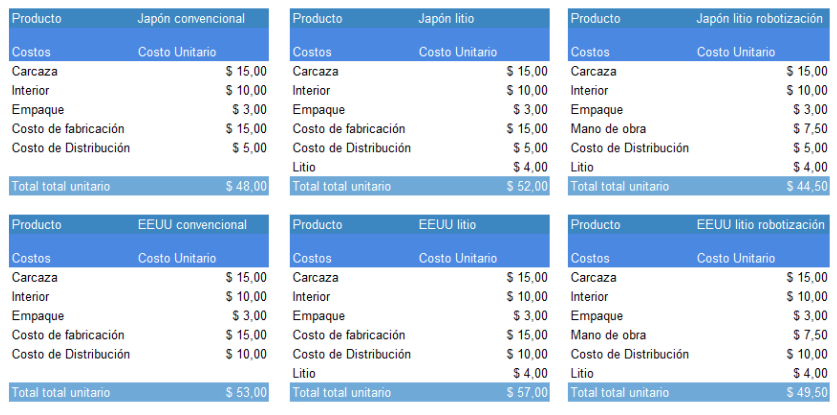 Producto Japón convencional
Costos Costo Unitario
Carcaza $ 15,00
Interior $ 10,00
Empaque $ 3,00
Costo de fabricación $ 15,00
Costo de Distribución $ 5,00
Total total unitario $ 48,00
Producto Japón litio
Costos Costo Unitario
Carcaza $ 15,00
Interior $ 10,00
Empaque $ 3,00
Costo de fabricación $ 15,00
Costo de Distribución $ 5,00
Litio $ 4,00
Total total unitario $ 52,00
Producto Japón litio robotización
Costos Costo Unitario
Carcaza $ 15,00
Interior $ 10,00
Empaque $ 3,00
Mano de obra $ 7,50
Costo de Distribución $ 5,00
Litio $ 4,00
Total total unitario $ 44,50
Producto EEUU convencional
Costos Costo Unitario
Carcaza $ 15,00
Interior $ 10,00
Empaque $ 3,00
Costo de fabricación $ 15,00
Costo de Distribución $ 10,00
Total total unitario $ 53,00
Producto EEUU litio
Costos Costo Unitario
Carcaza $ 15,00
Interior $ 10,00
Empaque $ 3,00
Costo de fabricación $ 15,00
Costo de Distribución $ 10,00
Litio $ 4,00
Total total unitario $ 57,00
Producto EEUU litio robotización
Costos Costo Unitario
Carcaza $ 15,00
Interior $ 10,00
Empaque $ 3,00
Mano de obra $ 7,50
Costo de Distribución $ 10,00
Litio $ 4,00
Total total unitario $ 49,50